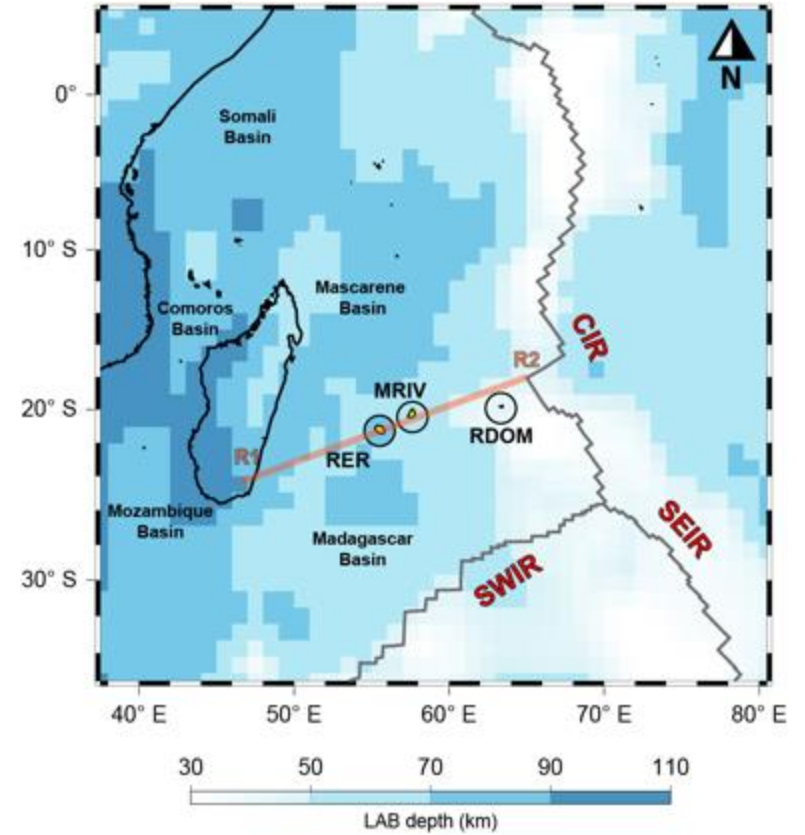 N
0°
Somali
Basin
10° S
Mascarene
Basin
Comoros
Basin
CIR
R2
MRIV
20° S
RDOM
RER
R1
Mozambique
Basin
Madagascar
Basin
SEIR
SWIR
30° S
40° E 50° E 60° E 70° E 80° E
30 50 70 90 110
LAB depth (km)